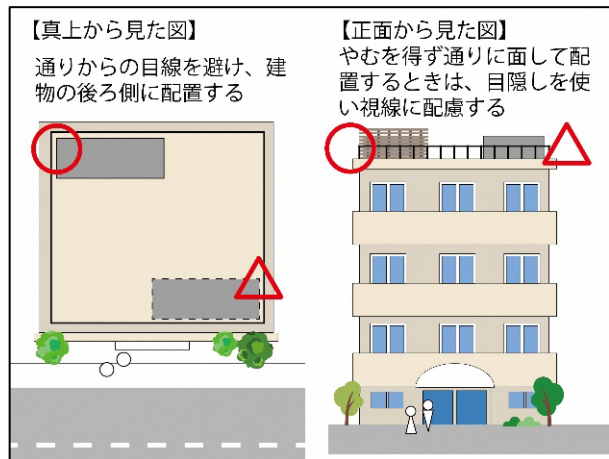 【真上から見た図】
通りからの目線を避け、建
物の後ろ側に配置する
【正面から見た図】
やむを得ず通りに面して配
置するときは、目隠しを使
い視線に配慮する